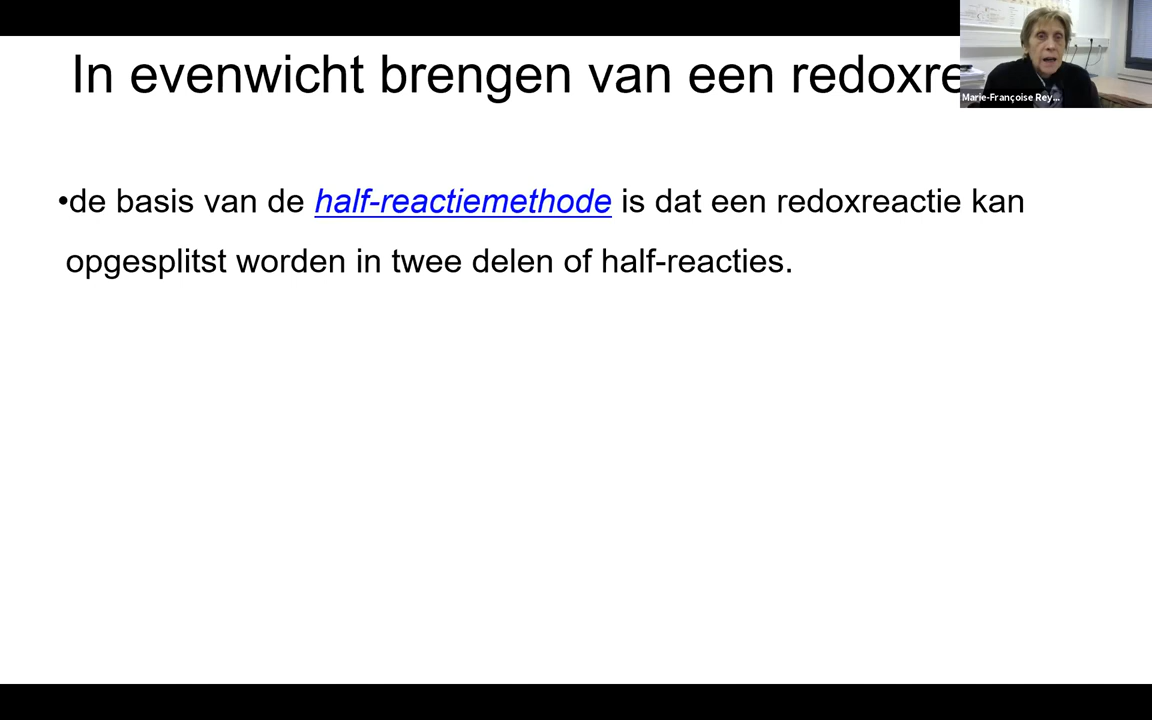 In evenwicht brengen van een redoxre
Marie-Françoise Rey...
•de basis van de half-reactiemethode is dat een redoxreactie kan
opgesplitst worden in twee delen of half-reacties.